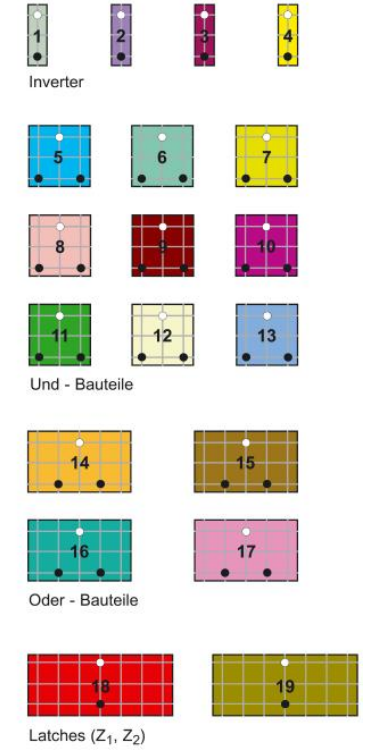 1 2 3 4
Inverter
5 6 7
8 9 10
11 12 13
Und - Bauteile
14 15
16 17
Oder - Bauteile
18 19
Latches (Z₁, Z₂)